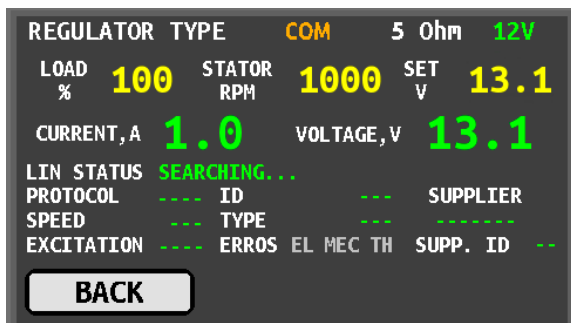 REGULATOR TYPE COM 5 Ohm 12V
LOAD % 100 STATOR RPM 1000 SET V 13.1
CURRENT,A 1.0 VOLTAGE,V 13.1
LIN STATUS SEARCHING...
PROTOCOL ---- ID --- SUPPLIER
SPEED --- TYPE --- -------
EXCITATION ---- ERROS EL MEC TH SUPP. ID --
BACK